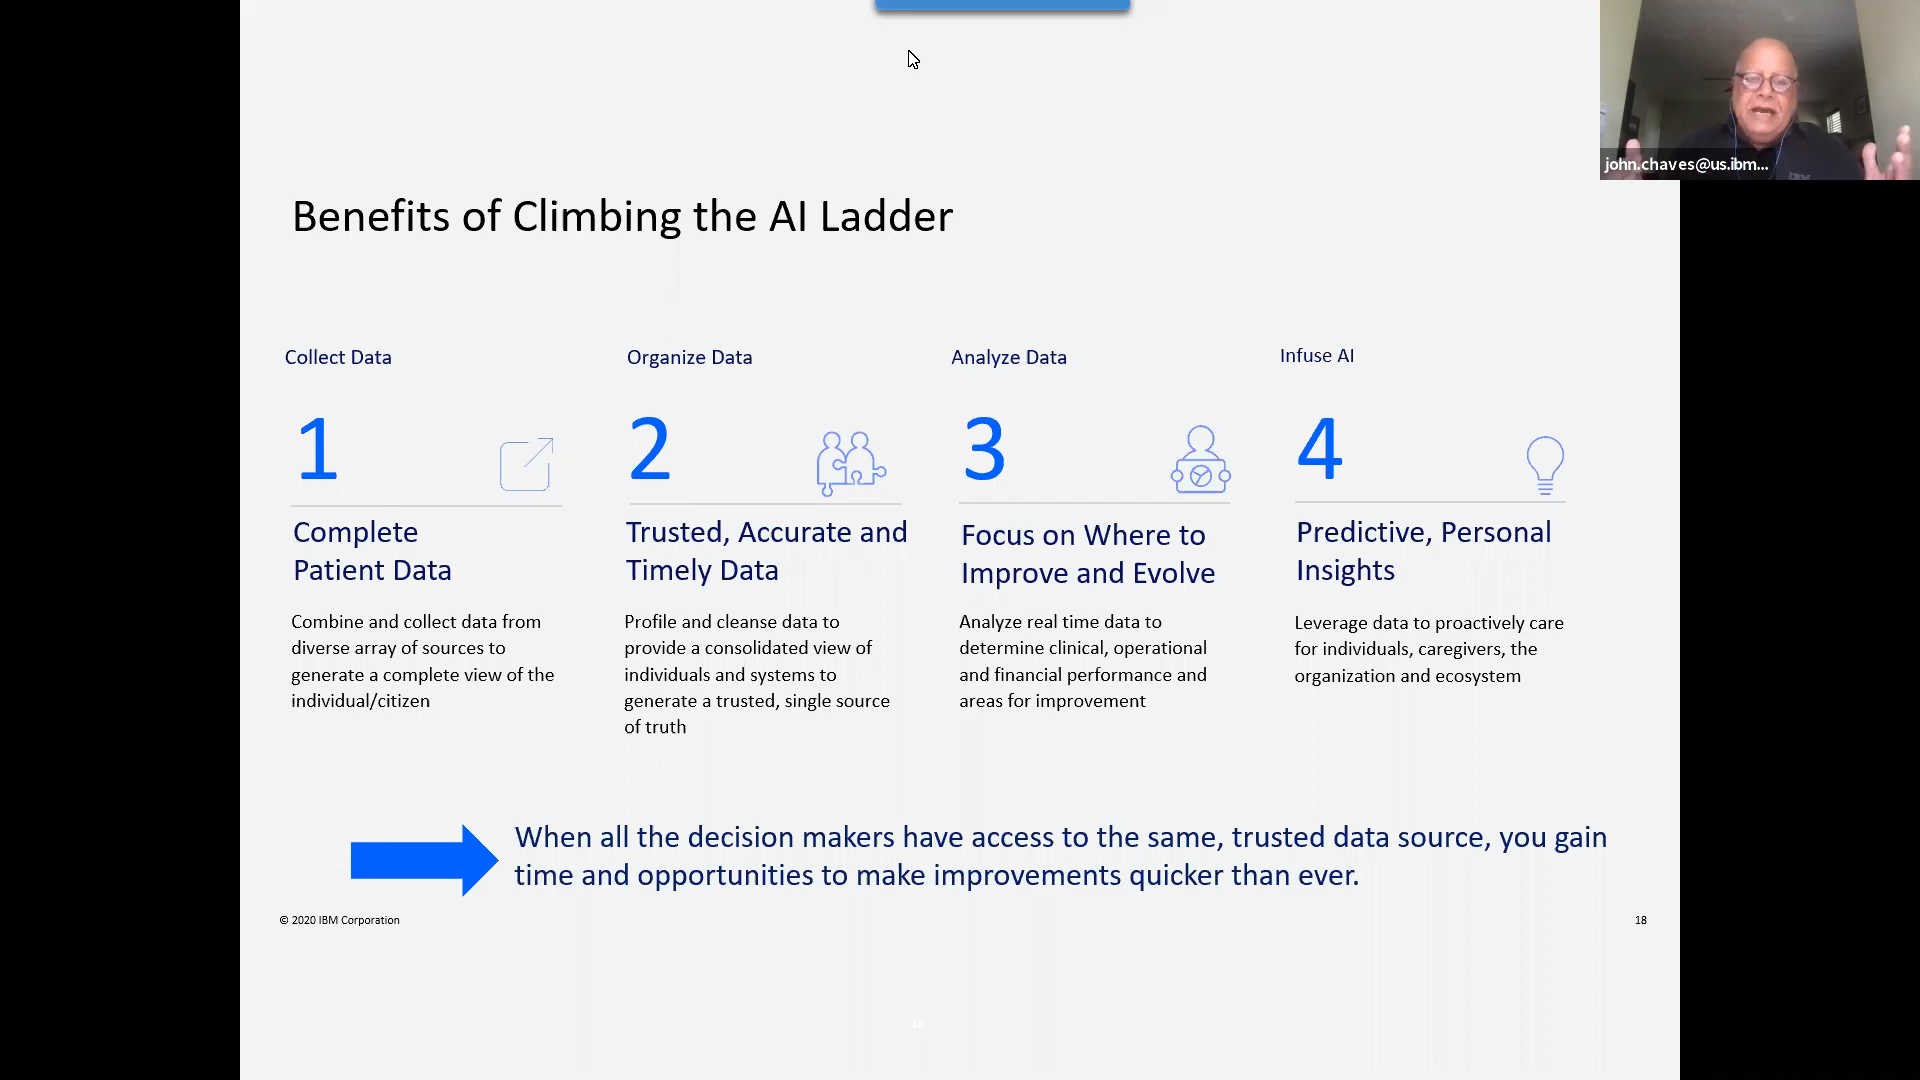 john.chaves@us.ibm...
Benefits of Climbing the AI Ladder
Collect Data
Organize Data
Analyze Data
Infuse AI
1
2
3
4
Complete
Patient Data
Trusted, Accurate and
Timely Data
Focus on Where to
Improve and Evolve
Predictive, Personal
Insights
Combine and collect data from
diverse array of sources to
generate a complete view of the
individual/citizen
Profile and cleanse data to
provide a consolidated view of
individuals and systems to
generate a trusted, single source
of truth
Analyze real time data to
determine clinical, operational
and financial performance and
areas for improvement
Leverage data to proactively care
for individuals, caregivers, the
organization and ecosystem
When all the decision makers have access to the same, trusted data source, you gain
time and opportunities to make improvements quicker than ever.
© 2020 IBM Corporation
18
18